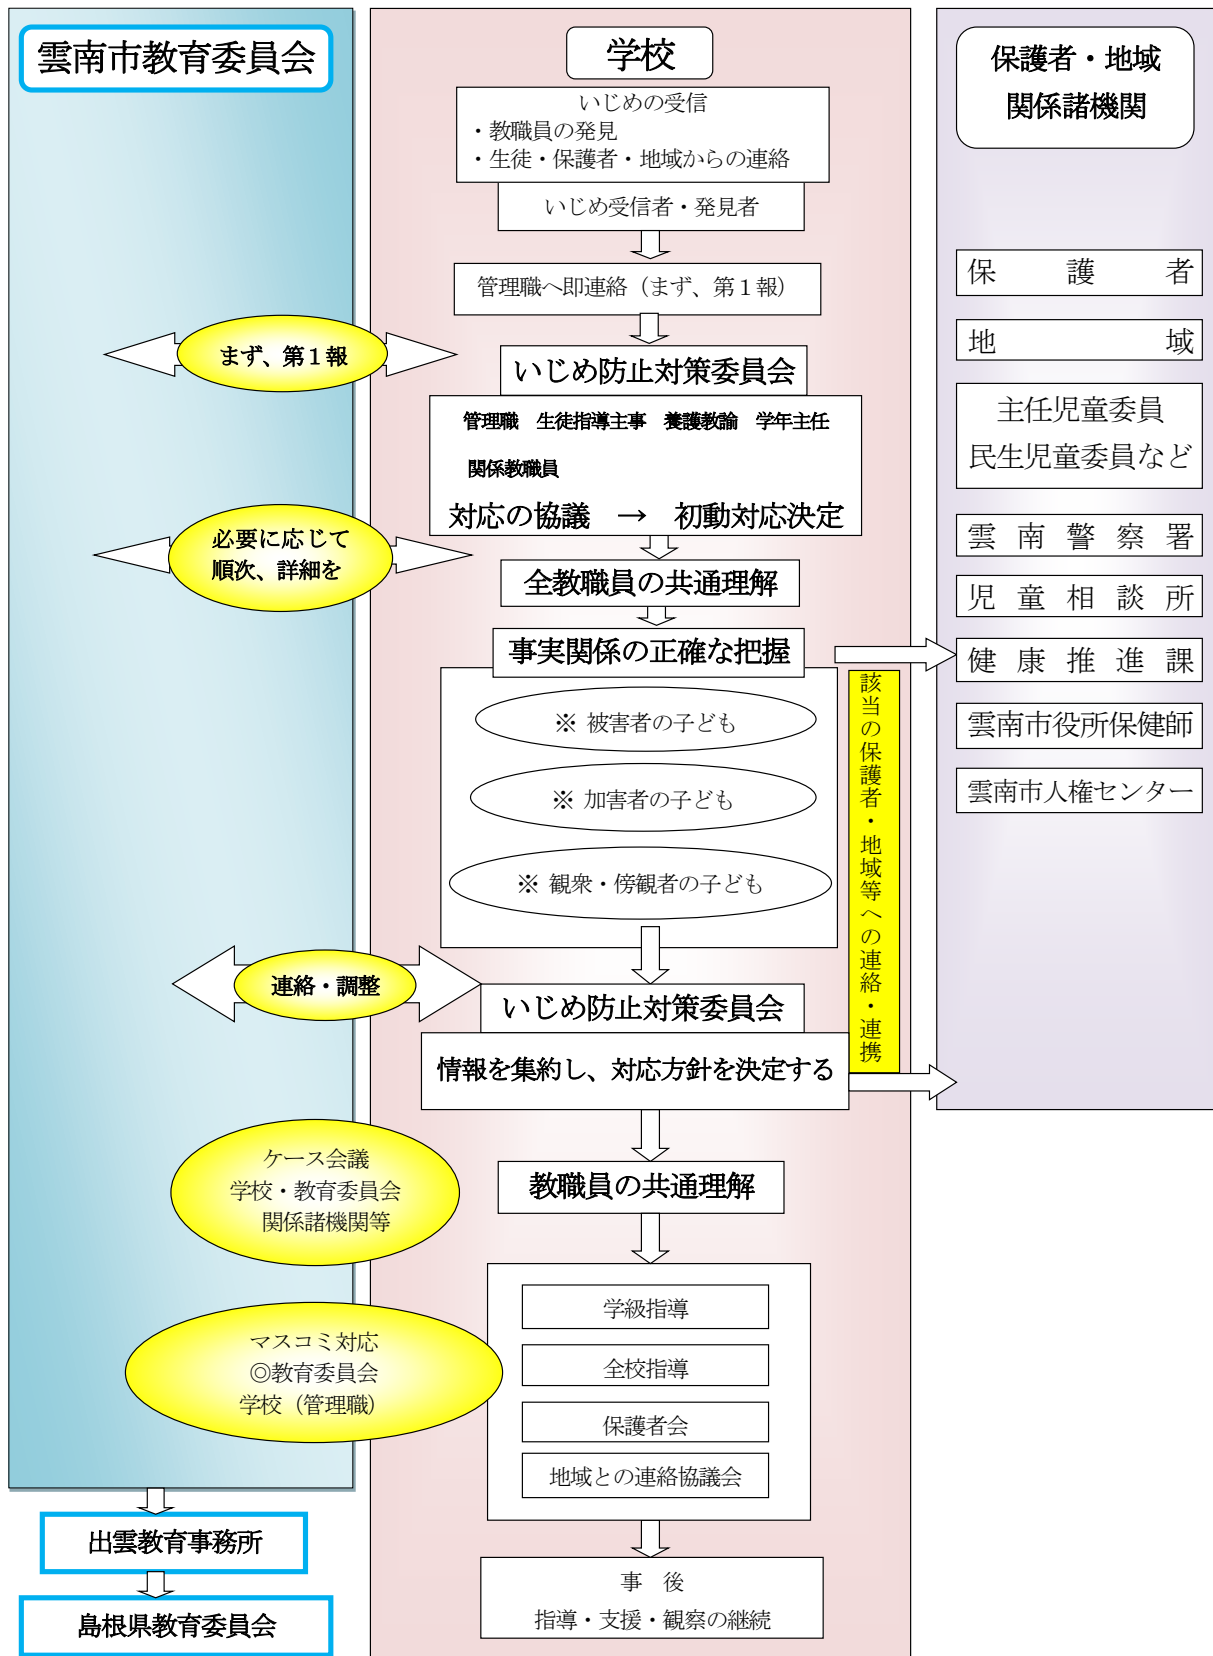 雲南市教育委員会
まず、第１報
必要に応じて
順次、詳細を
連絡・調整
ケース会議
学校・教育委員会
関係諸機関等
マスコミ対応
◎教育委員会
学校（管理職）
出雲教育事務所
島根県教育委員会
学校
いじめの受信
・教職員の発見
・生徒・保護者・地域からの連絡
いじめ受信者・発見者
管理職へ即連絡（まず、第１報）
いじめ防止対策委員会
管理職　生徒指導主事　養護教諭　学年主任
関係教職員
対応の協議　→　初動対応決定
全教職員の共通理解
事実関係の正確な把握
※ 被害者の子ども
※ 加害者の子ども
※ 観衆・傍観者の子ども
いじめ防止対策委員会
情報を集約し、対応方針を決定する
教職員の共通理解
学級指導
全校指導
保護者会
地域との連絡協議会
事　後
指導・支援・観察の継続
該当の保護者・地域等への連絡・連携
保護者・地域
関係諸機関
保護者
地域
主任児童委員
民生児童委員など
雲南警察署
児童相談所
健康推進課
雲南市役所保健師
雲南市人権センター